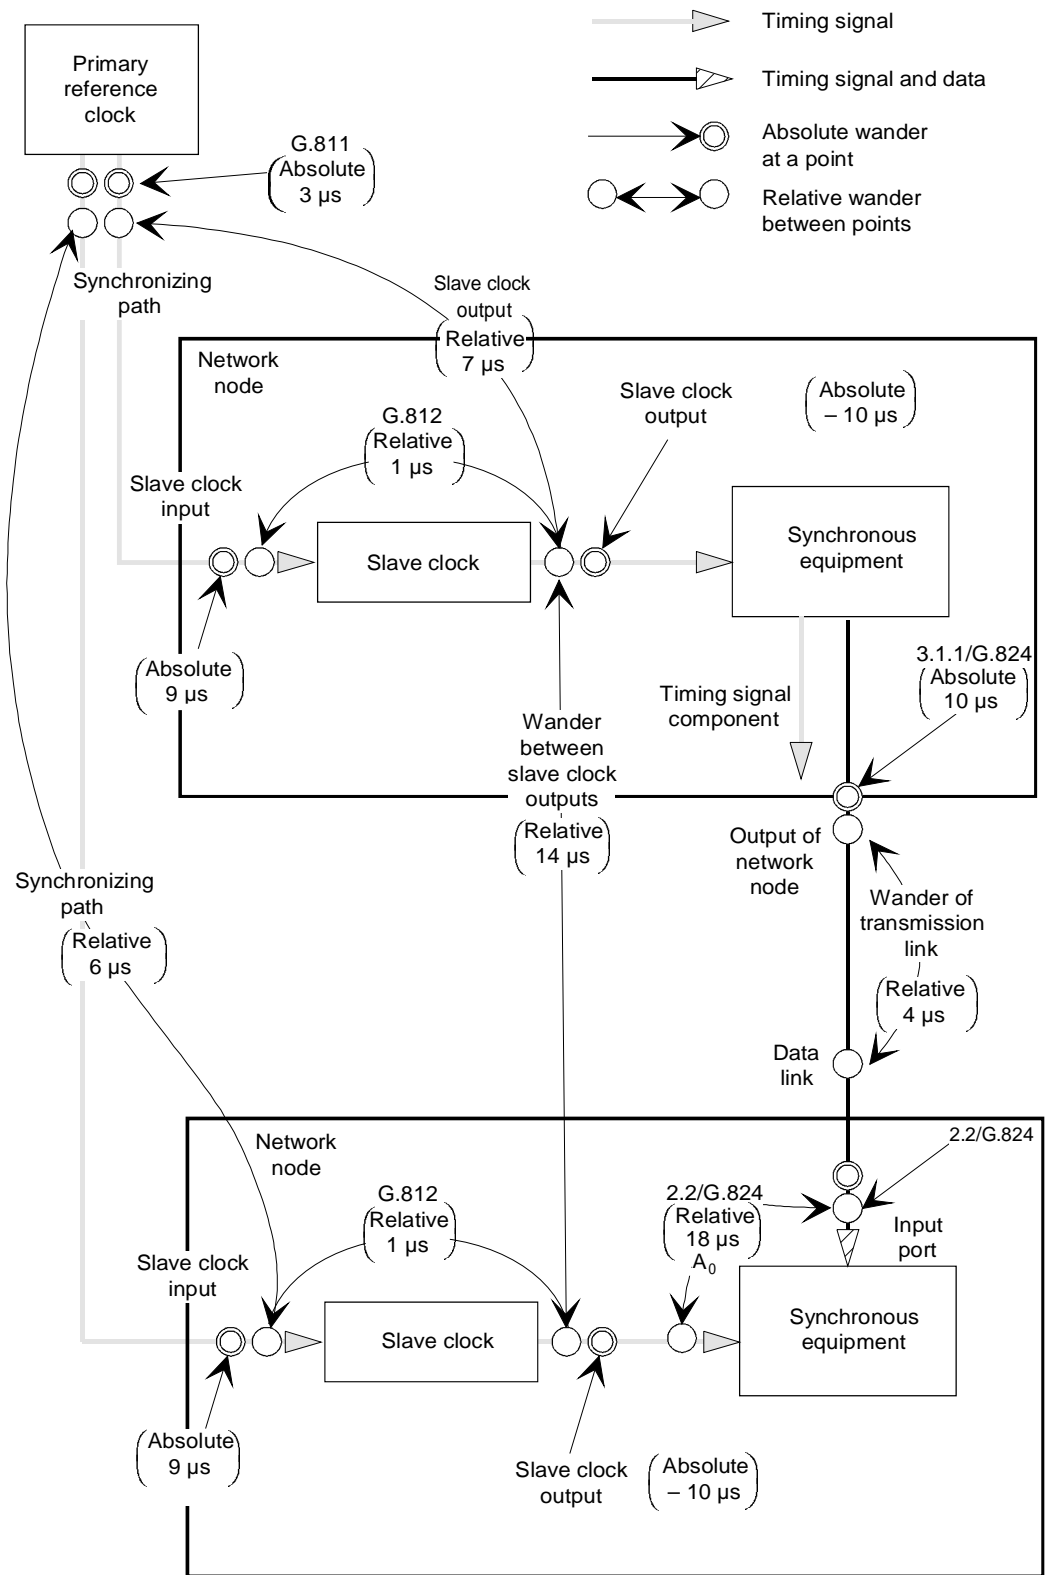 Timing signal
Primary
reference
clock
Timing signal and data
G.811
Absolute
3 µs
Absolute wander
at a point
Relative wander
between points
Synchronizing
path
Slave clock
output
Relative
7 µs
Network
node
Slave clock
output
Absolute
– 10 µs
G.812
Relative
1 µs
Slave clock
input
Slave clock
Synchronous
equipment
Absolute
9 µs
3.1.1/G.824
Absolute
10 µs
Timing signal
component
Wander
between
slave clock
outputs
Relative
14 µs
Output of
network
node
Synchronizing
path
Relative
6 µs
Wander of
transmission
link
Relative
4 µs
Data
link
Network
node
2.2/G.824
G.812
Relative
1 µs
2.2/G.824
Relative
18 µs
A0
Input
port
Slave clock
input
Slave clock
Synchronous
equipment
Absolute
9 µs
Slave clock
output
Absolute
– 10 µs